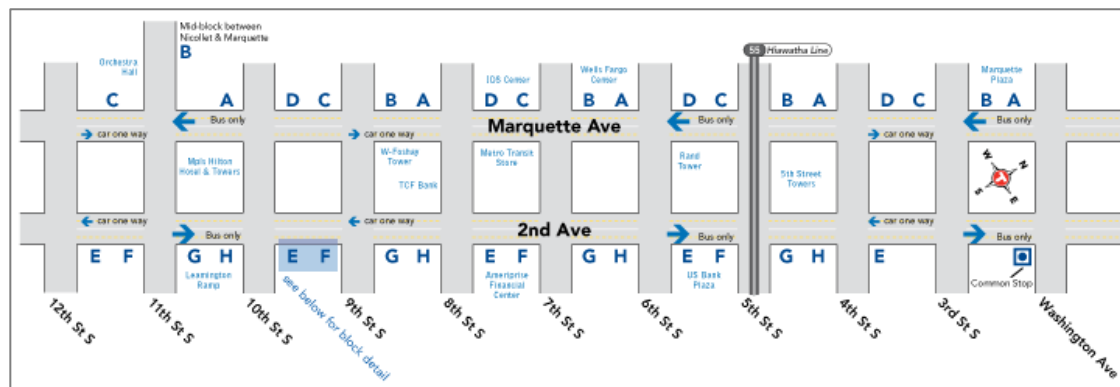 Mid-block between
Nicollet & Marquette
B
55 Hiawatha Line
Orchestra
Hall
IDS Center
Wells Fargo
Center
Marquette
Plaza
C A D C B A D C B A D C B A D C B A
Bus only Marquette Ave Bus only Bus only
car one way car one way car one way
Mpls Hilton
Hotel & Towers
W-Foshay
Tower
TCF Bank
Metro Transit
Store
Rand
Tower
5th Street
Towers
W N
S E
car one way car one way car one way
Bus only 2nd Ave Bus only Bus only
E F G H E F G H E F G H E F G H E
Leamington
Ramp
Ameriprise
Financial
Center
US Bank
Plaza
Common Stop
see below for block detail
12th St S
11th St S
10th St S
9th St S
8th St S
7th St S
6th St S
5th St S
4th St S
3rd St S
Washington Ave